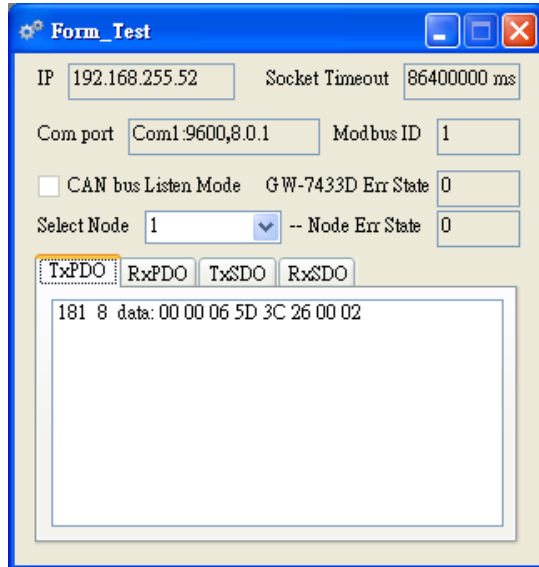 Form_Test
IP 192.168.255.52 Socket Timeout 86400000 ms
Com port Com1:9600,8.0.1 Modbus ID 1
CAN bus Listen Mode GW-7433D Err State 0
Select Node 1 -- Node Err State 0
TxPDO RxPDO TxSDO RxSDO
181 8 data: 00 00 06 5D 3C 26 00 02